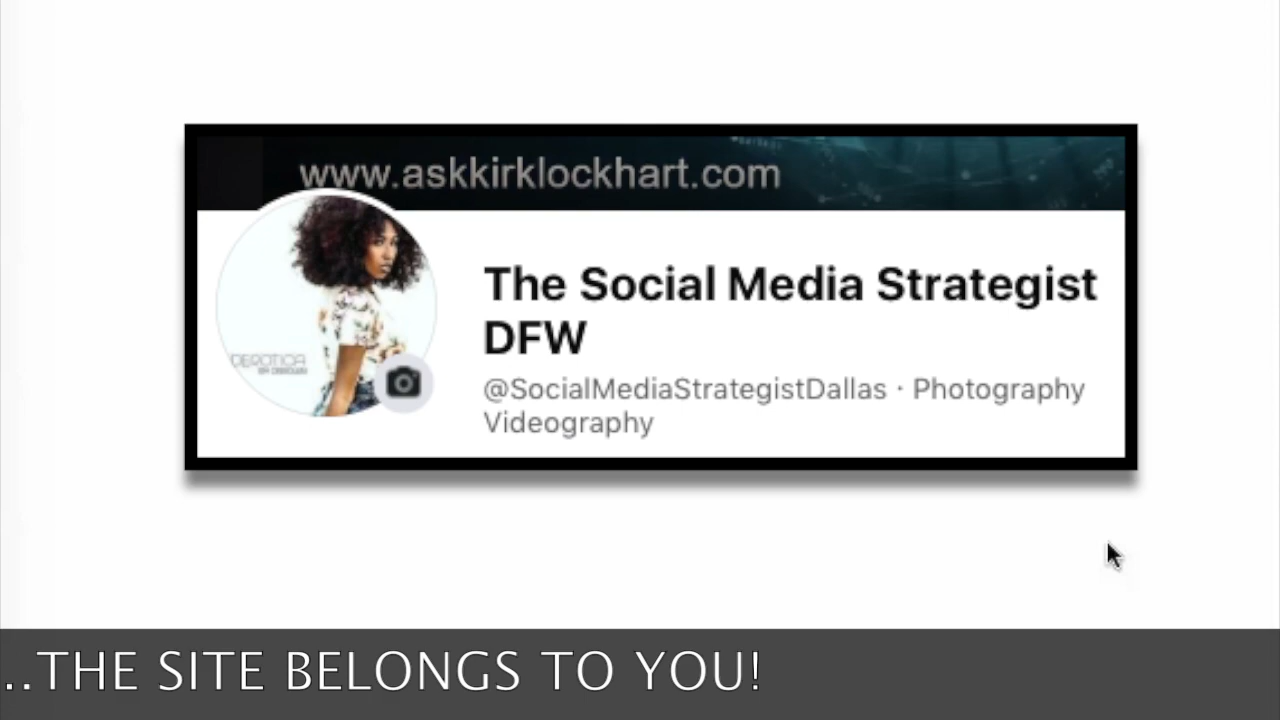 www.askkirklockhart.com
The Social Media Strategist
DFW
@SocialMediaStrategistDallas · Photography
Videography
..THE SITE BELONGS TO YOU!